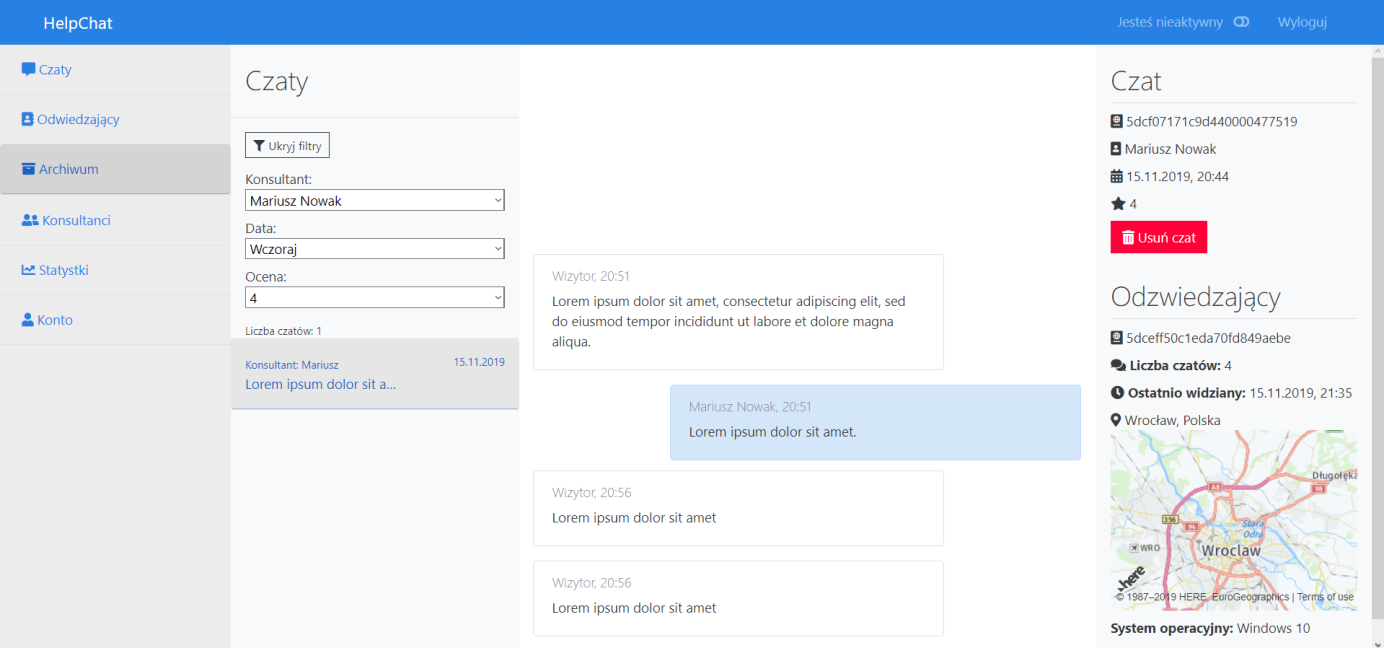 HelpChat
Jesteś nieaktywny
Wyloguj
Czaty
Odwiedzający
Archiwum
Konsultanci
Statystki
Konto
Czaty
Ukryj filtry
Konsultant:
Mariusz Nowak
Data:
Wczoraj
Ocena:
4
Liczba czatów: 1
Konsultant: Mariusz
15.11.2019
Lorem ipsum dolor sit a...
Wizytor, 20:51
Lorem ipsum dolor sit amet, consectetur adipiscing elit, sed
do eiusmod tempor incididunt ut labore et dolore magna
aliqua.
Mariusz Nowak, 20:51
Lorem ipsum dolor sit amet.
Wizytor, 20:56
Lorem ipsum dolor sit amet
Wizytor, 20:56
Lorem ipsum dolor sit amet
Czat
5dcf07171c9d440000477519
Mariusz Nowak
15.11.2019, 20:44
4
Usuń czat
Odzwiedzający
5dceff50c1eda70fd849aebe
Liczba czatów: 4
Ostatnio widziany: 15.11.2019, 21:35
Wrocław, Polska
Długołęka
A8
98
356
94
Stara
Odra
WRO
Wroclaw
here
© 1987–2019 HERE, EuroGeographics | Terms of use
System operacyjny: Windows 10